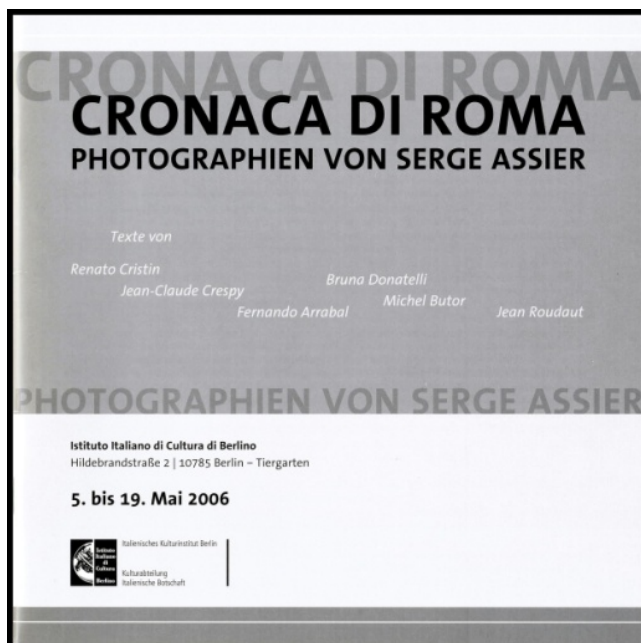 CRONACA DI ROMA
CRONACA DI ROMA
PHOTOGRAPHIEN VON SERGE ASSIER
Texte von
Renato Cristin
Bruna Donatelli
Jean-Claude Crespy
Michel Butor
Fernando Arrabal
Jean Roudaut
PHOTOGRAPHIEN VON SERGE ASSIER
Istituto Italiano di Cultura di Berlino
Hildebrandstraße 2 | 10785 Berlin – Tiergarten
5. bis 19. Mai 2006
Istituto
Italiano
di
Cultura
Berlino
Italienisches Kulturinstitut Berlin
Kulturabteilung
Italienische Botschaft